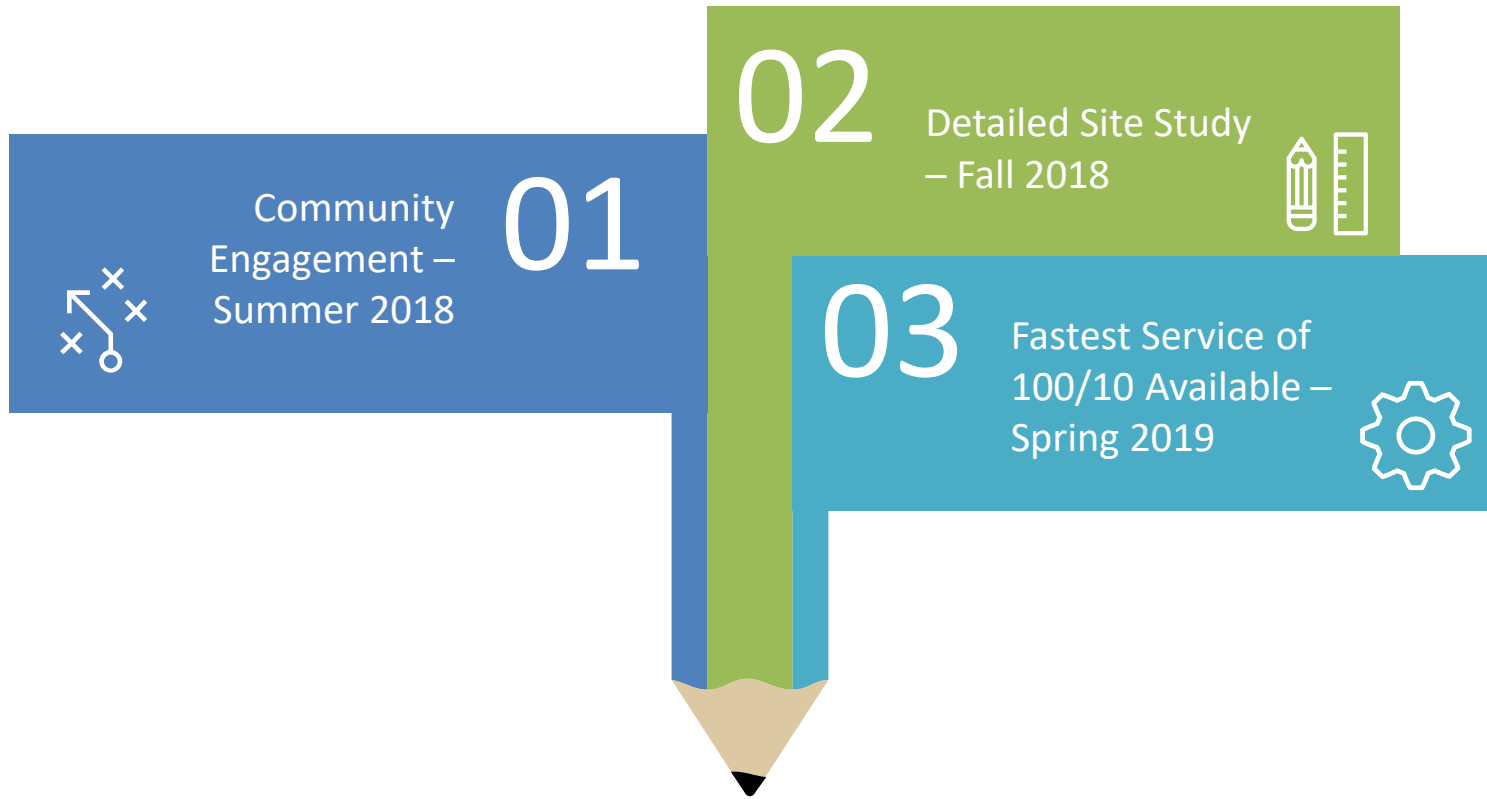 01
Community
Engagement –
Summer 2018
02
Detailed Site Study
– Fall 2018
03
Fastest Service of
100/10 Available –
Spring 2019